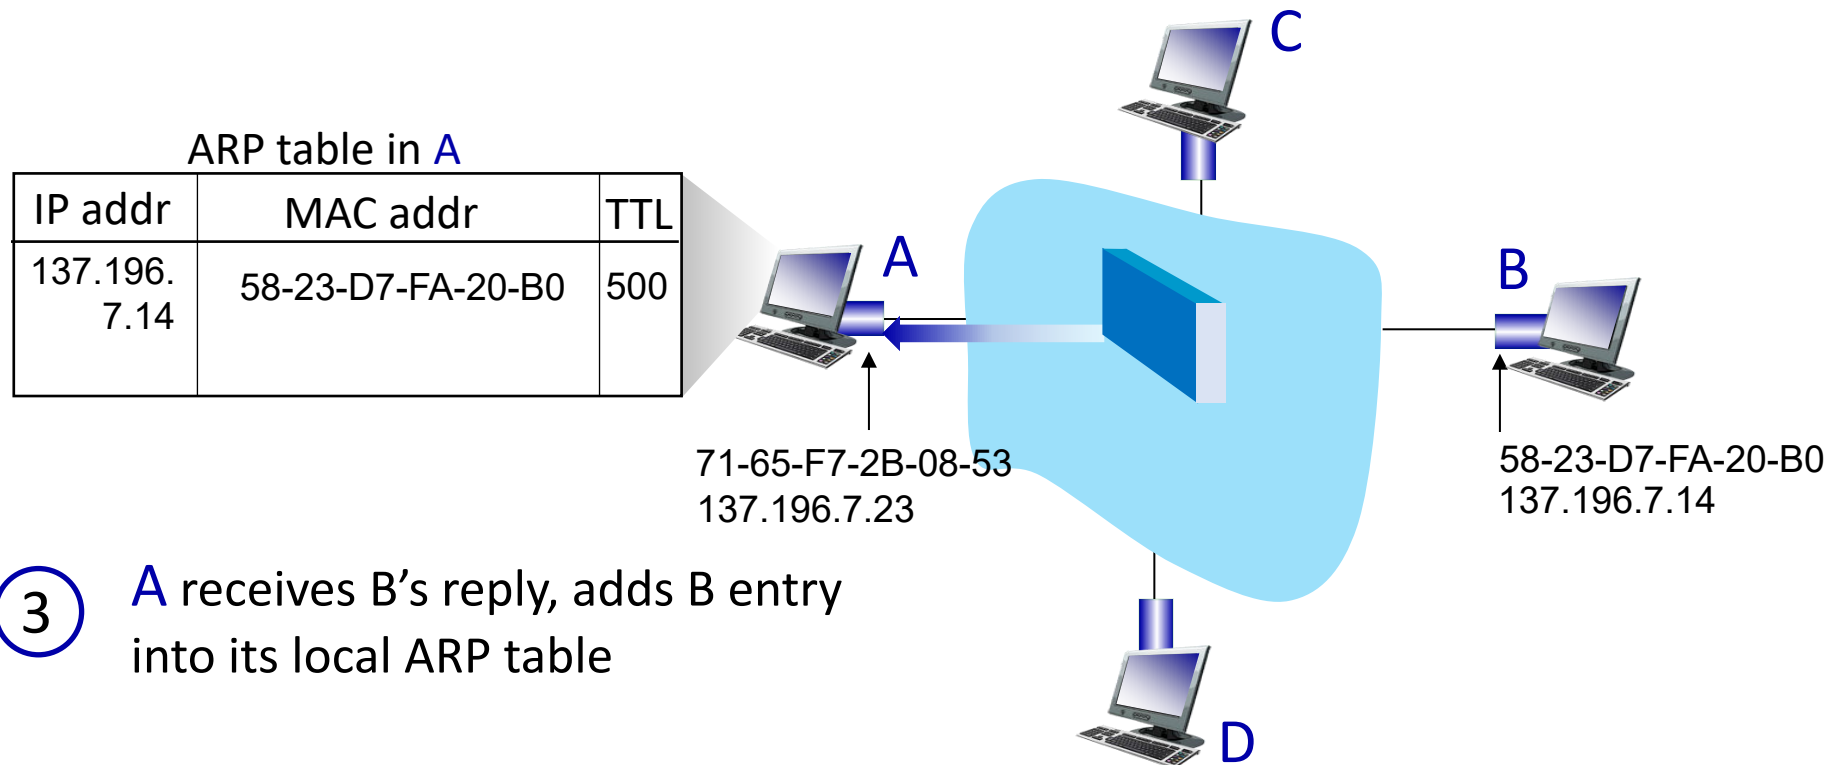 C
ARP table in A
IP addr MAC addr TTL
137.196.
7.14
58-23-D7-FA-20-B0 500
A
B
71-65-F7-2B-08-53
137.196.7.23
58-23-D7-FA-20-B0
137.196.7.14
3
A receives B’s reply, adds B entry
into its local ARP table
D